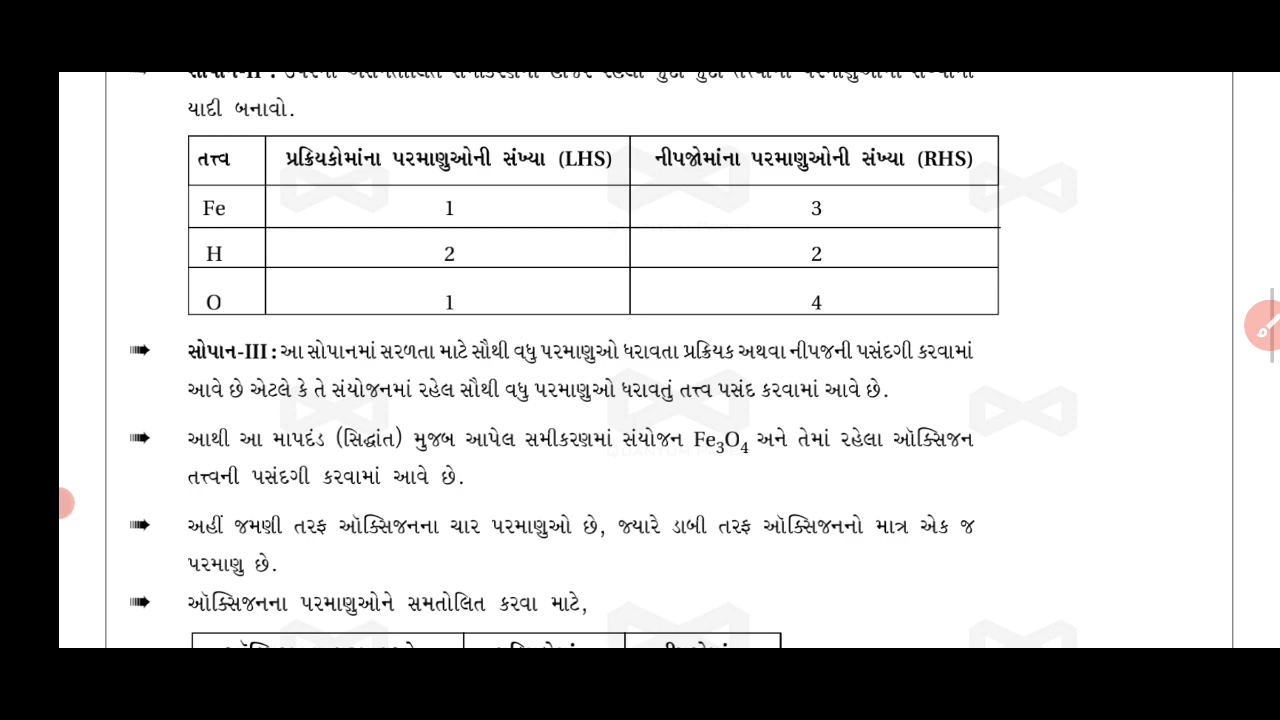 સોપાન-II :
યાદી બનાવો.
તત્ત્વ પ્રક્રિયકોમાંના પરમાણુઓની સંખ્યા (LHS) નીપજોમાંના પરમાણુઓની સંખ્યા (RHS)
Fe 1 3
H 2 2
O 1 4
સોપાન-III : આ સોપાનમાં સરળતા માટે સૌથી વધુ પરમાણુઓ ધરાવતા પ્રક્રિયક અથવા નીપજની પસંદગી કરવામાં
આવે છે એટલે કે તે સંયોજનમાં રહેલ સૌથી વધુ પરમાણુઓ ધરાવતું તત્ત્વ પસંદ કરવામાં આવે છે.
આથી આ માપદંડ (સિદ્ધાંત) મુજબ આપેલ સમીકરણમાં સંયોજન Fe₃O₄ અને તેમાં રહેલા ઑક્સિજન
તત્ત્વની પસંદગી કરવામાં આવે છે.
અહીં જમણી તરફ ઑક્સિજનના ચાર પરમાણુઓ છે, જ્યારે ડાબી તરફ ઑક્સિજનનો માત્ર એક જ
પરમાણુ છે.
ઑક્સિજનના પરમાણુઓને સમતોલિત કરવા માટે,